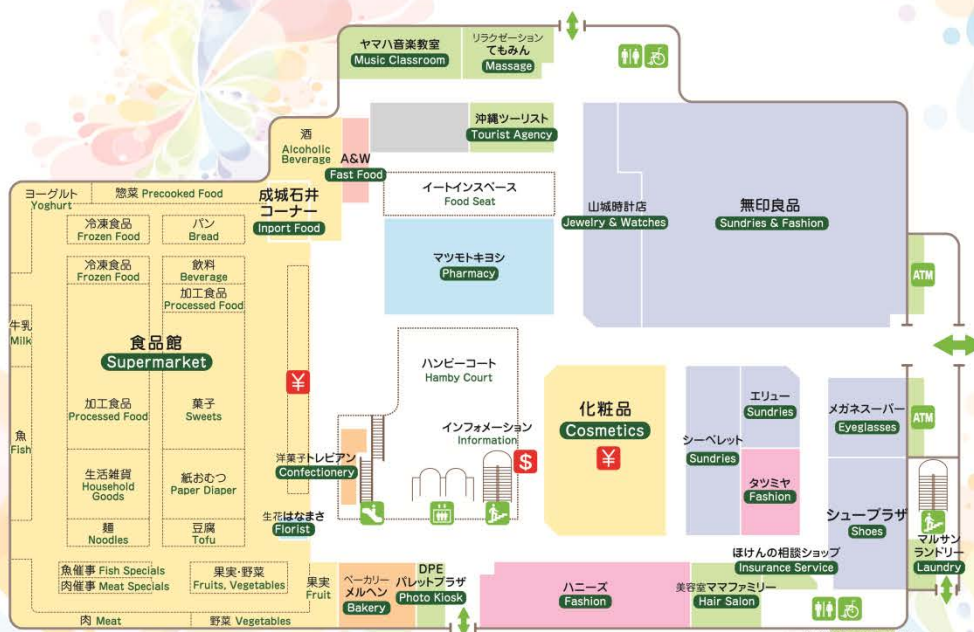 ヤマハ音楽教室
Music Classroom
リラクゼーション
てもみん
Massage
沖縄ツーリスト
Tourist Agency
酒
Alcoholic
Beverage
A&W
Fast Food
イートインスペース
Food Seat
成城石井
コーナー
Inport Food
山城時計店
Jewelry & Watches
無印良品
Sundries & Fashion
マツモトキヨシ
Pharmacy
ATM
ヨーグルト
Yoghurt
惣菜 Precooked Food
冷凍食品
Frozen Food
パン
Bread
冷凍食品
Frozen Food
飲料
Beverage
加工食品
Processed Food
牛乳
Milk
食品館
Supermarket
¥
魚
Fish
加工食品
Processed Food
菓子
Sweets
生活雑貨
Household
Goods
紙おむつ
Paper Diaper
麺
Noodles
豆腐
Tofu
魚催事 Fish Specials
肉催事 Meat Specials
果実・野菜
Fruits, Vegetables
果実
Fruit
肉 Meat
野菜 Vegetables
ハンビーコート
Hamby Court
インフォメーション
Information
$
洋菓子トレビアン
Confectionery
生花はなまさ
Florist
化粧品
Cosmetics
¥
シーベレット
Sundries
エリュー
Sundries
タツミヤ
Fashion
メガネスーパー
Eyeglasses
ATM
シュープラザ
Shoes
マルサン
ランドリー
Laundry
ほけんの相談ショップ
Insurance Service
ベーカリー
メルヘン
Bakery
DPE
パレットプラザ
Photo Kiosk
ハニーズ
Fashion
美容室ママファミリー
Hair Salon